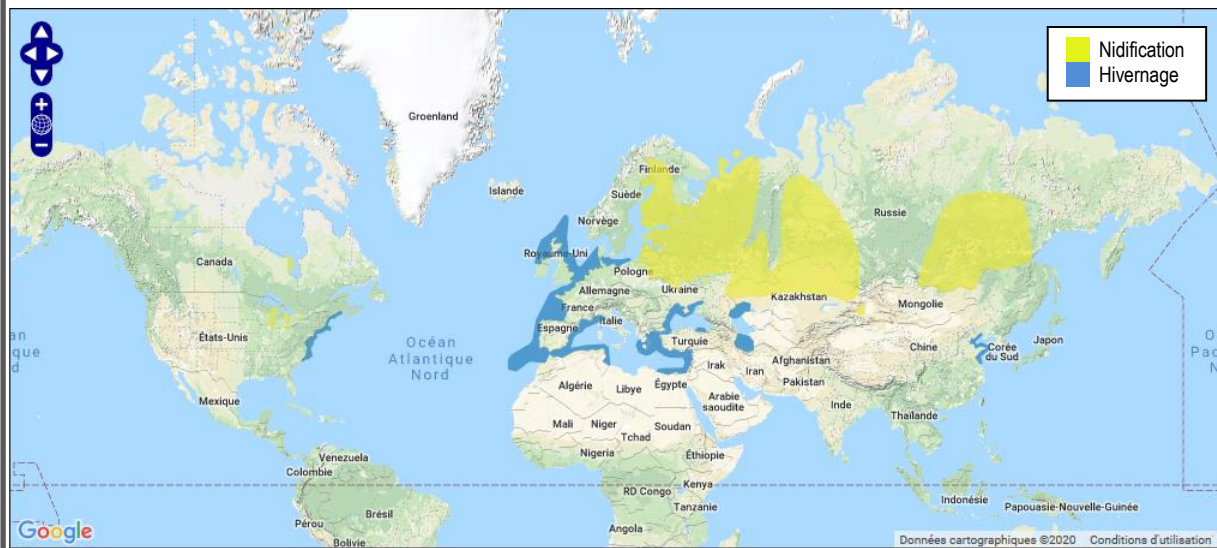 Nidification
Hivernage
+
−
Groenland
Islande
Finlande
Suède
Norvège
Russie
Royaume-Uni
Pologne
Allemagne
Ukraine
Kazakhstan
Mongolie
Canada
France
Italie
Espagne
Turquie
États-Unis
Océan
Atlantique
Nord
Chine
Corée
du Sud
Japon
Irak
Iran
Afghanistan
Pakistan
Algérie
Libye
Égypte
Arabie
saoudite
Inde
Mexique
Mali
Niger
Tchad
Soudan
Thaïlande
Nigeria
Éthiopie
Venezuela
Colombie
RD Congo
Kenya
Tanzanie
Indonésie
Papouasie-Nouvelle-Guinée
Pérou
Brésil
Bolivie
Angola
Google
Données cartographiques ©2020 Conditions d'utilisation